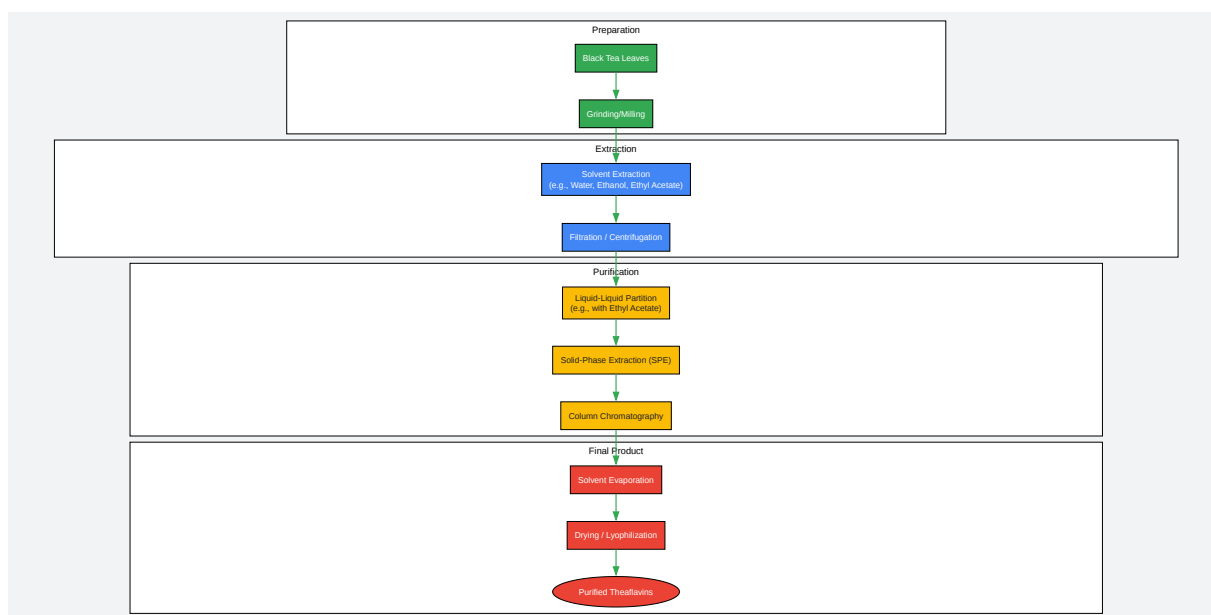 Preparation
Black Tea Leaves
Grinding/Milling
Extraction
Solvent Extraction
(e.g., Water, Ethanol, Ethyl Acetate)
Filtration / Centrifugation
Purification
Liquid-Liquid Partition
(e.g., with Ethyl Acetate)
Solid-Phase Extraction (SPE)
Column Chromatography
Final Product
Solvent Evaporation
Drying / Lyophilization
Purified Theaflavins